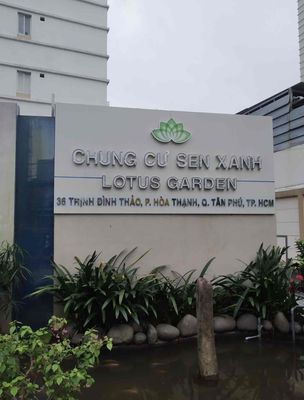 CHUNG CƯ SEN XANH
LOTUS GARDEN
36 TRỊNH ĐÌNH THẢO, P. HÒA THẠNH, Q. TÂN PHÚ, TP. HCM